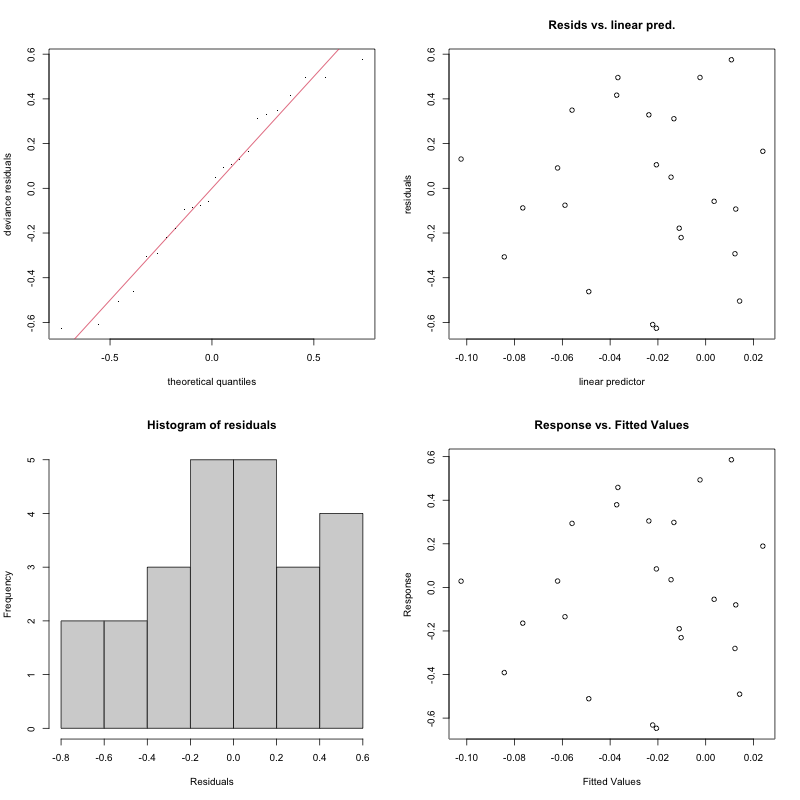 deviance residuals
-0.6 -0.4 -0.2 0.0 0.2 0.4 0.6
-0.5 0.0 0.5
theoretical quantiles
Resids vs. linear pred.
residuals
-0.6 -0.4 -0.2 0.0 0.2 0.4 0.6
-0.10 -0.08 -0.06 -0.04 -0.02 0.00 0.02
linear predictor
Histogram of residuals
Frequency
0 1 2 3 4 5
-0.8 -0.6 -0.4 -0.2 0.0 0.2 0.4 0.6
Residuals
Response vs. Fitted Values
Response
-0.6 -0.4 -0.2 0.0 0.2 0.4 0.6
-0.10 -0.08 -0.06 -0.04 -0.02 0.00 0.02
Fitted Values